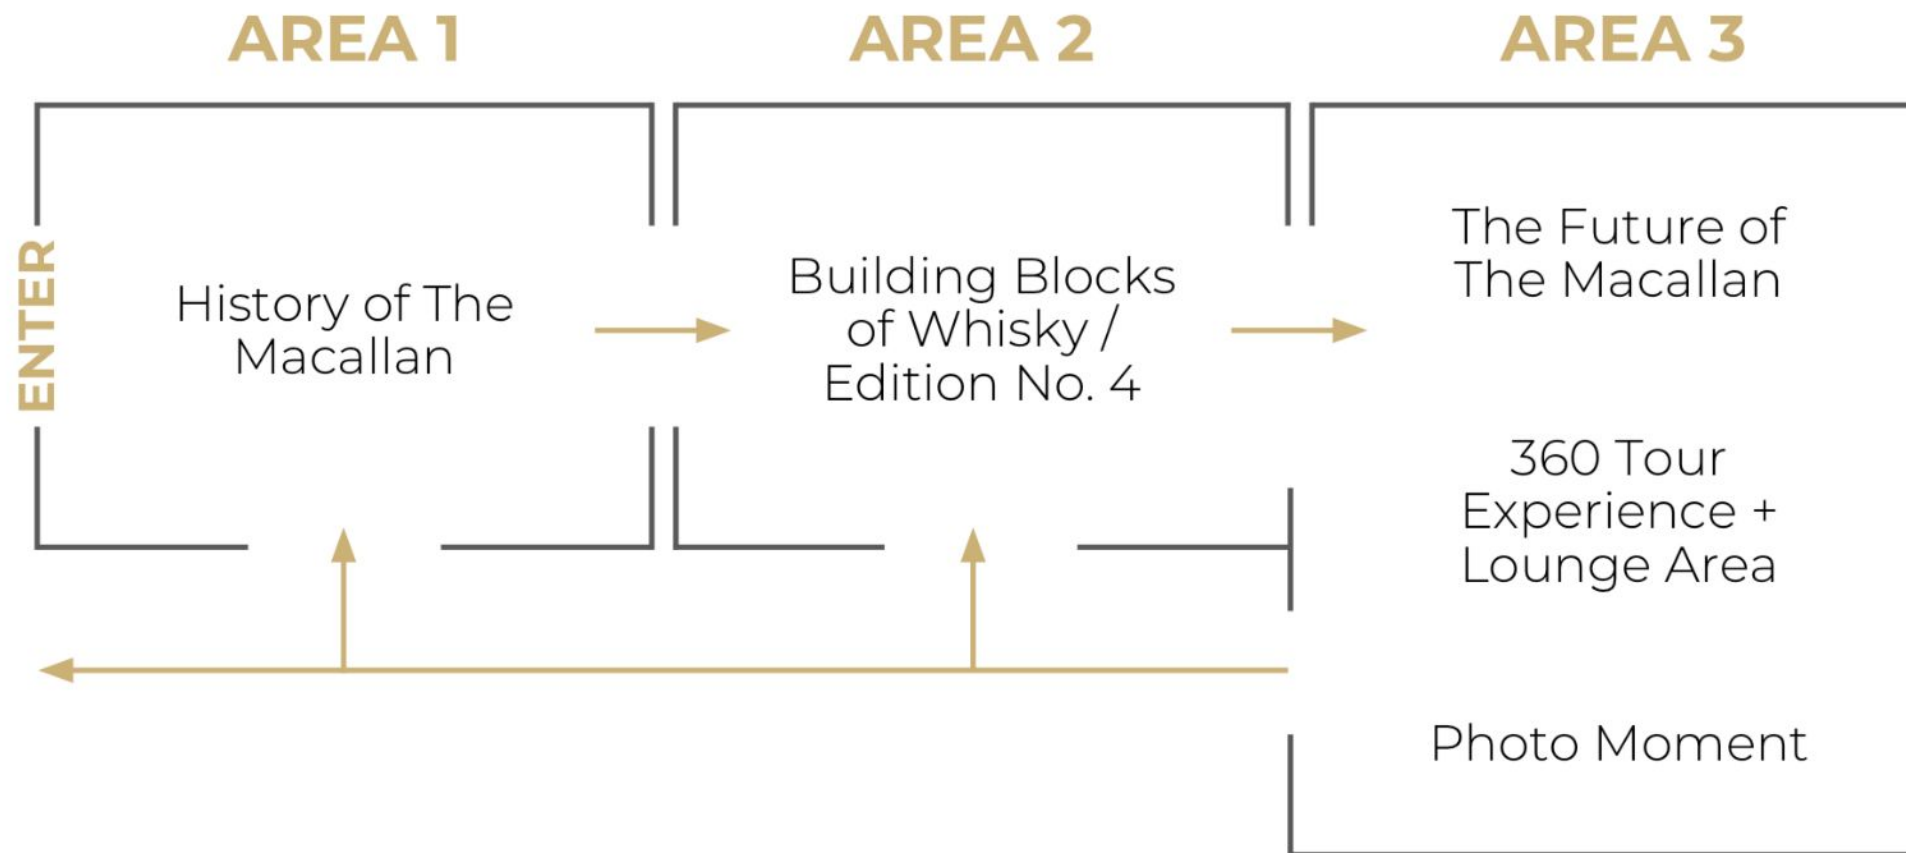 AREA 1
AREA 2
AREA 3
ENTER
History of The
Macallan
Building Blocks
of Whisky /
Edition No. 4
The Future of
The Macallan
360 Tour
Experience +
Lounge Area
Photo Moment